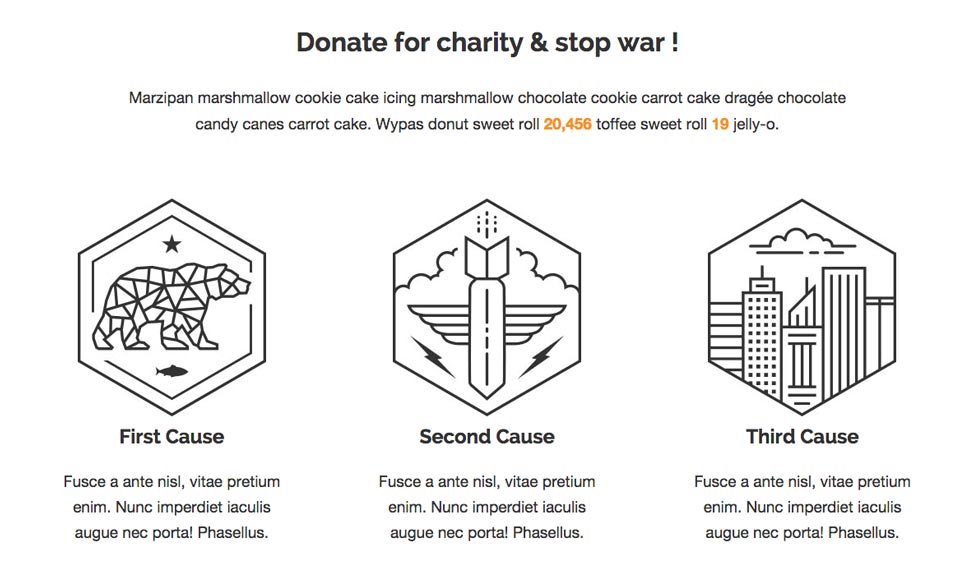 Donate for charity & stop war !
Marzipan marshmallow cookie cake icing marshmallow chocolate cookie carrot cake dragée chocolate
candy canes carrot cake. Wypas donut sweet roll 20,456 toffee sweet roll 19 jelly-o.
First Cause
Fusce a ante nisl, vitae pretium
enim. Nunc imperdiet iaculis
augue nec porta! Phasellus.
Second Cause
Fusce a ante nisl, vitae pretium
enim. Nunc imperdiet iaculis
augue nec porta! Phasellus.
Third Cause
Fusce a ante nisl, vitae pretium
enim. Nunc imperdiet iaculis
augue nec porta! Phasellus.